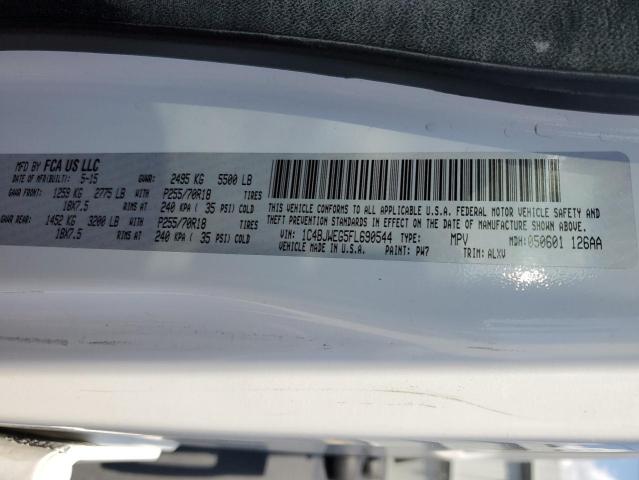 MFD BY FCA US LLC
DATE OF MFD(BUILT): 5-15 GVWR: 2495 KG 5500 LB
GAWR FRONT: 1259 KG 2775 LB WITH P255/70R18 TIRES
18X7.5 RIMS AT 240 KPA ( 35 PSI) COLD
GAWR REAR: 1452 KG 3200 LB WITH P255/70R18 TIRES
18X7.5 RIMS AT 240 KPA ( 35 PSI) COLD
THIS VEHICLE CONFORMS TO ALL APPLICABLE U.S.A. FEDERAL MOTOR VEHICLE SAFETY AND
THEFT PREVENTION STANDARDS IN EFFECT ON THE DATE OF MANUFACTURE SHOWN ABOVE.
VIN: 1C4BJWEG5FL690544 TYPE: MPV MDH: 050601 126AA
VEHICLE MADE IN U.S.A. PAINT: PW7 TRIM: ALXV